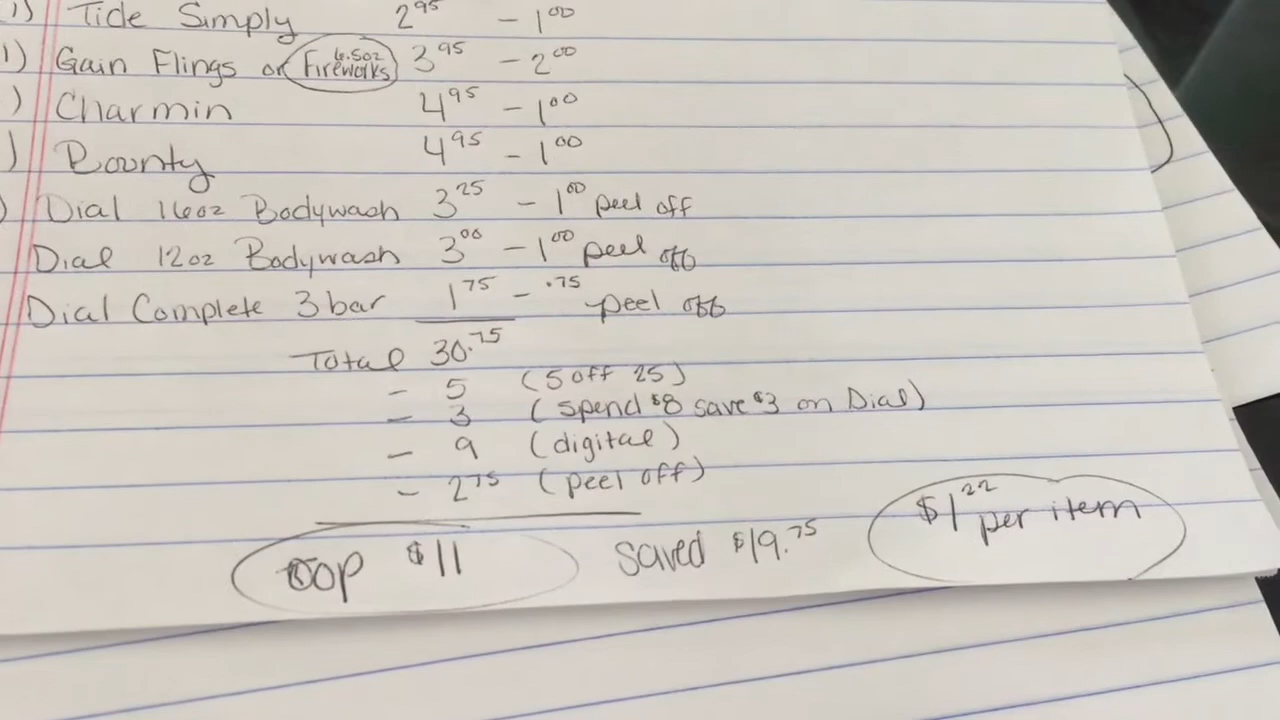 1) Tide Simply 2.95 - 1.00
1) Gain Flings or Fireworks 6.5oz 3.95 - 2.00
) Charmin 4.95 - 1.00
) Bounty 4.95 - 1.00
) Dial 16oz Bodywash 3.25 - 1.00 peel off
Dial 12oz Bodywash 3.00 - 1.00 peel off
Dial Complete 3 bar 1.75 - .75 peel off
Total 30.75
- 5 (5 off 25)
- 3 (spend $8 save $3 on Dial)
- 9 (digital)
- 2.75 (peel off)
OOP $11 saved $19.75 $1.22 per item